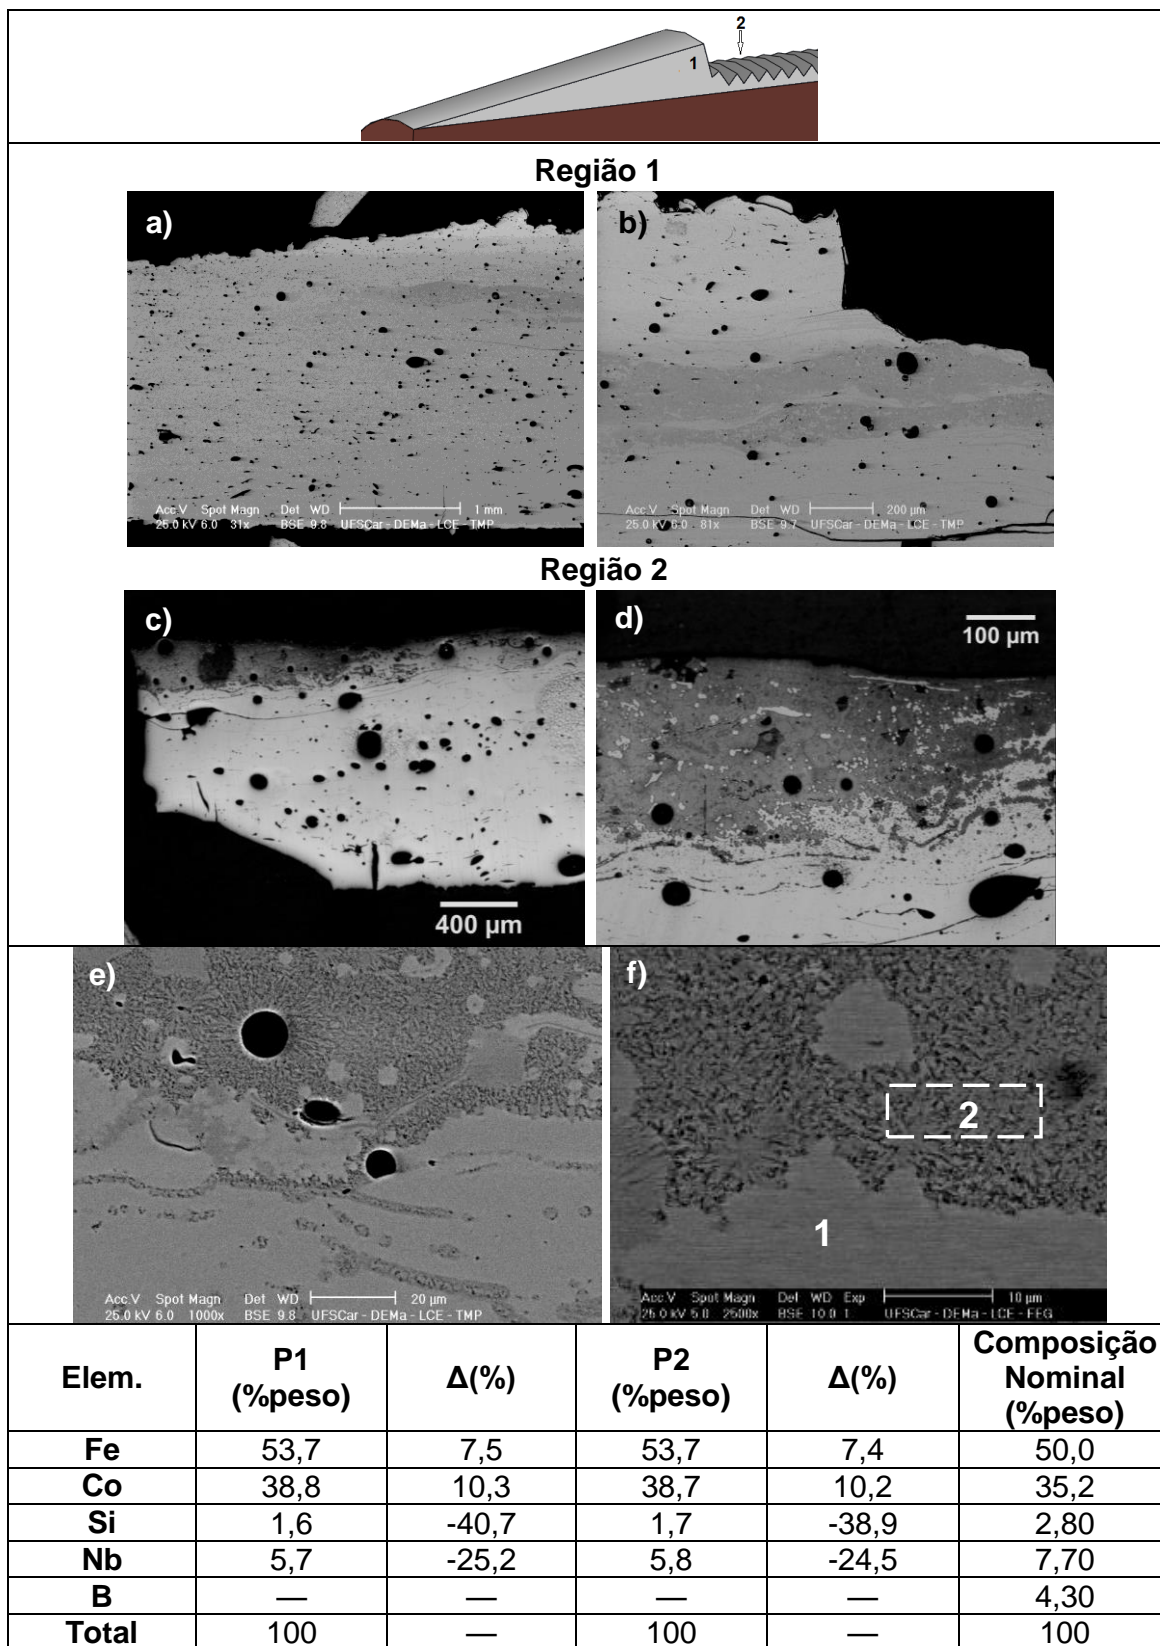 2
1
Região 1
a)
Acc.V Spot Magn Det WD 1 mm
25.0 kV 6.0 31x BSE 9.8 UFSCar - DEMa - LCE - TMP
b)
Acc.V Spot Magn Det WD 200 µm
25.0 kV 6.0 81x BSE 9.7 UFSCar - DEMa - LCE - TMP
Região 2
c)
400 µm
d)
100 µm
e)
Acc.V Spot Magn Det WD 20 µm
25.0 kV 6.0 1000x BSE 9.8 UFSCar - DEMa - LCE - TMP
f)
2
1
Acc.V Spot Magn Det WD Exp 10 µm
25.0 kV 5.0 2500x BSE 10.0 1 UFSCar - DEMa - LCE - FEG
Elem. P1 (%peso) Δ(%) P2 (%peso) Δ(%) Composição Nominal (%peso)
Fe 53,7 7,5 53,7 7,4 50,0
Co 38,8 10,3 38,7 10,2 35,2
Si 1,6 -40,7 1,7 -38,9 2,80
Nb 5,7 -25,2 5,8 -24,5 7,70
B — — — — 4,30
Total 100 — 100 — 100